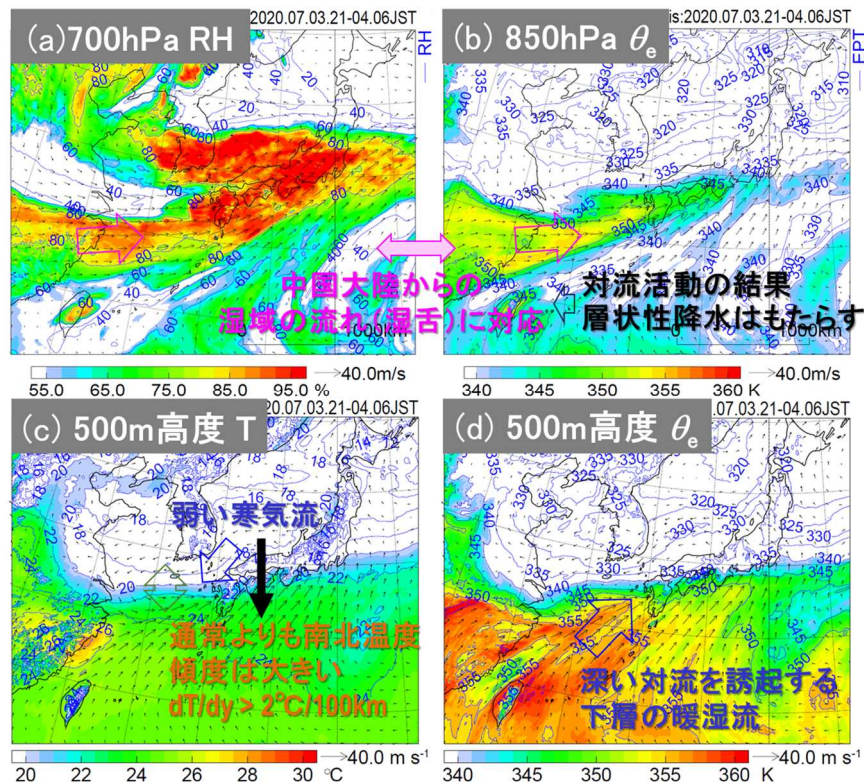 (a)700hPa RH
2020.07.03.21-04.06JST
RH
(b) 850hPa θe
is:2020.07.03.21-04.06JST
EPT
中国大陸からの
湿域の流れ(湿舌)に対応
対流活動の結果
層状性降水はもたらす
1000km
1000km
55.0 65.0 75.0 85.0 95.0 % 40.0m/s
340 345 350 355 360 K 40.0m/s
(c) 500m高度 T
20.07.03.21-04.06JST
(d) 500m高度 θe
.07.03.21-04.06JST
弱い寒気流
通常よりも南北温度
傾度は大きい
dT/dy > 2℃/100km
深い対流を誘起する
下層の暖湿流
20 22 24 26 28 30 ℃ 40.0 m s⁻¹
340 345 350 355 360 40.0 m s⁻¹